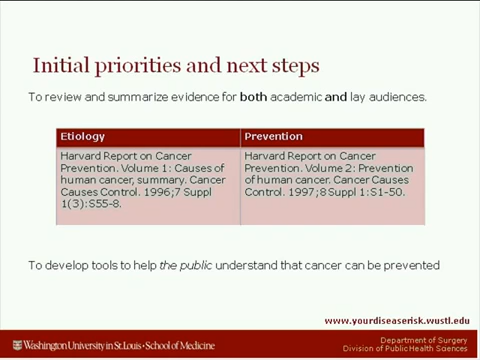 Initial priorities and next steps
To review and summarize evidence for both academic and lay audiences.
Etiology
Harvard Report on Cancer
Prevention. Volume 1: Causes of
human cancer, summary. Cancer
Causes Control. 1996;7 Suppl
1(3):S55-8.
Prevention
Harvard Report on Cancer
Prevention. Volume 2: Prevention
of human cancer. Cancer Causes
Control. 1997;8 Suppl 1:S1-50.
To develop tools to help the public understand that cancer can be prevented
www.yourdiseaserisk.wustl.edu
Washington University in St. Louis • School of Medicine
Department of Surgery
Division of Public Health Sciences